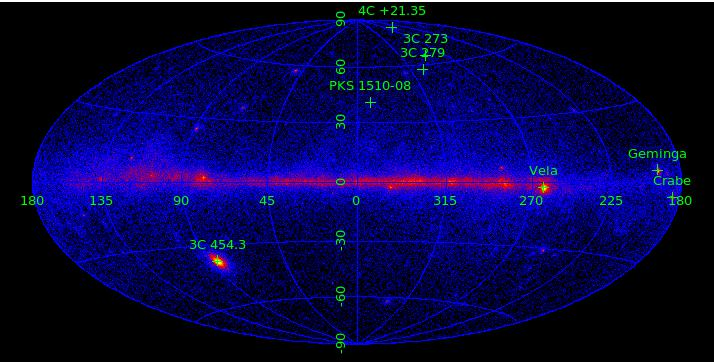 4C +21.35
3C 273
3C 279
PKS 1510-08
Geminga
Vela
Crabe
3C 454.3
90
60
30
0
-30
-60
-90
180 135 90 45 0 315 270 225 180